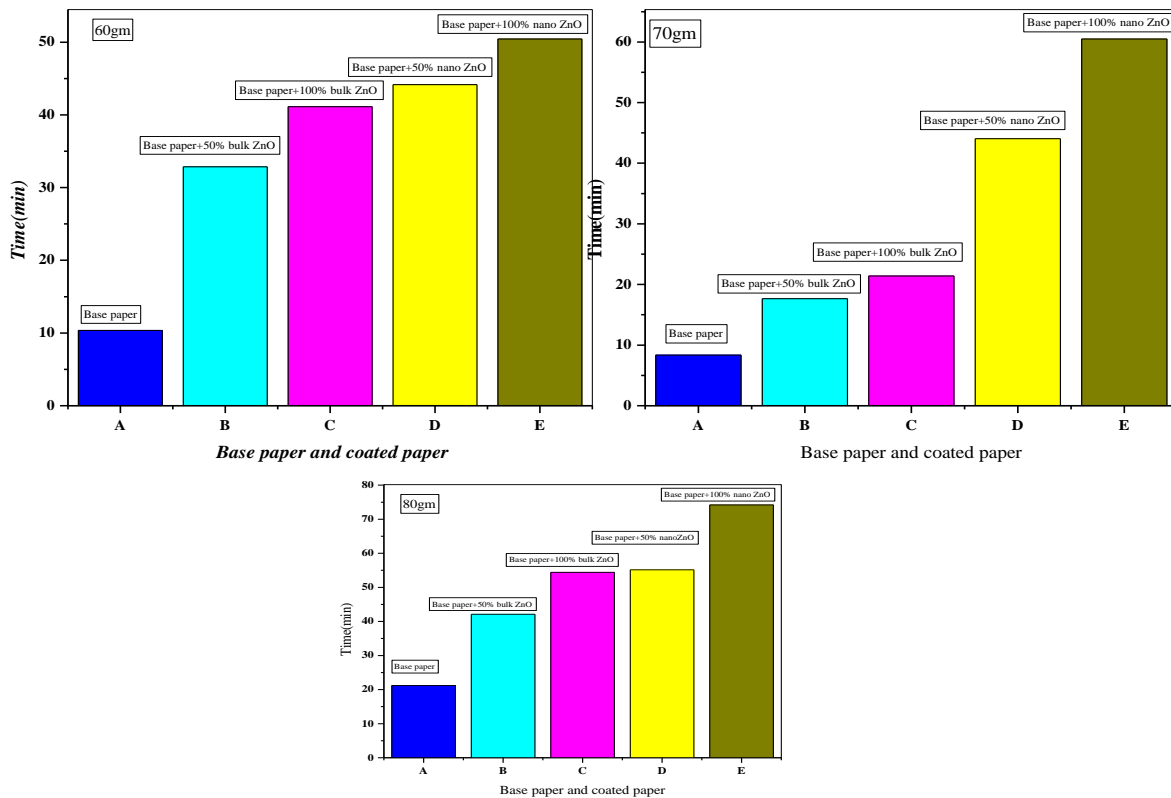 60gm
Base paper+100% nano ZnO
Base paper+50% nano ZnO
Base paper+100% bulk ZnO
Base paper+50% bulk ZnO
Base paper
50
40
30
20
10
0
Time(min)
A B C D E
Base paper and coated paper
70gm
Base paper+100% nano ZnO
Base paper+50% nano ZnO
Base paper+100% bulk ZnO
Base paper+50% bulk ZnO
Base paper
60
50
40
30
20
10
0
Time(min)
A B C D E
Base paper and coated paper
80gm
Base paper+100% nano ZnO
Base paper+50% nanoZnO
Base paper+100% bulk ZnO
Base paper+50% bulk ZnO
Base paper
80
70
60
50
40
30
20
10
0
Time(min)
A B C D E
Base paper and coated paper